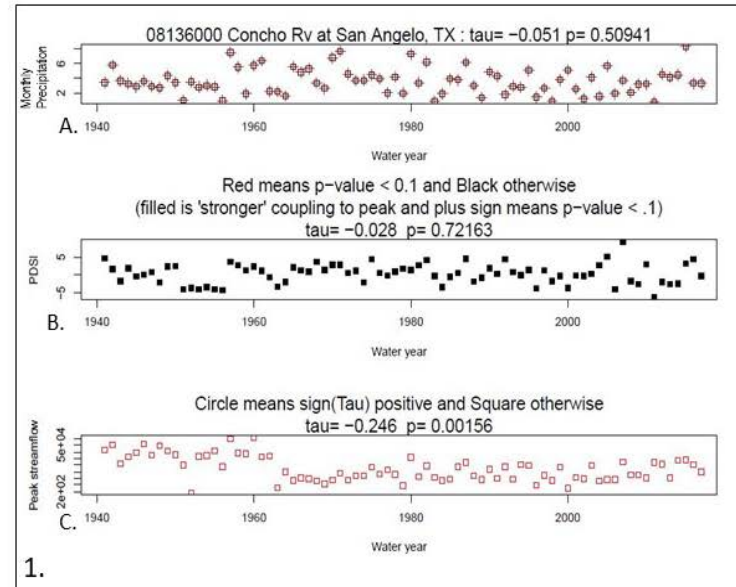 08136000 Concho Rv at San Angelo, TX : tau= −0.051 p= 0.50941
Monthly
Precipitation
6
2
A.
1940
1960
1980
2000
Water year
Red means p−value < 0.1 and Black otherwise
(filled is 'stronger' coupling to peak and plus sign means p−value < .1)
tau= −0.028 p= 0.72163
PDSI
5
−5
B.
1940
1960
1980
2000
Water year
Circle means sign(Tau) positive and Square otherwise
tau= −0.246 p= 0.00156
Peak streamflow
5e+04
2e+02
C.
1940
1960
1980
2000
Water year
1.